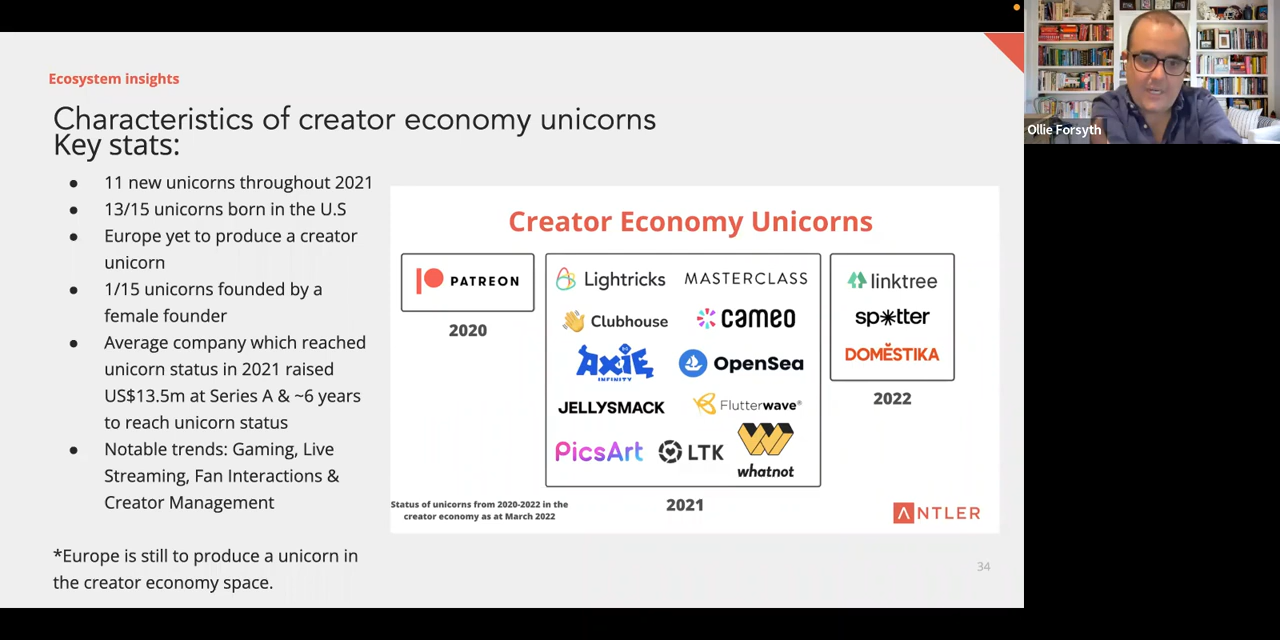 Ecosystem insights
Characteristics of creator economy unicorns
Key stats:
● 11 new unicorns throughout 2021
● 13/15 unicorns born in the U.S
● Europe yet to produce a creator
unicorn
● 1/15 unicorns founded by a
female founder
● Average company which reached
unicorn status in 2021 raised
US$13.5m at Series A & ~6 years
to reach unicorn status
● Notable trends: Gaming, Live
Streaming, Fan Interactions &
Creator Management
*Europe is still to produce a unicorn in
the creator economy space.
Creator Economy Unicorns
PATREON
2020
Lightricks MASTERCLASS
Clubhouse CAMEO
AXIE INFINITY OpenSea
JELLYSMACK Flutterwave®
PicsArt LTK
whatnot
2021
linktree
spotter
DOMĚSTIKA
2022
Status of unicorns from 2020-2022 in the
creator economy as at March 2022
ANTLER
34
Ollie Forsyth